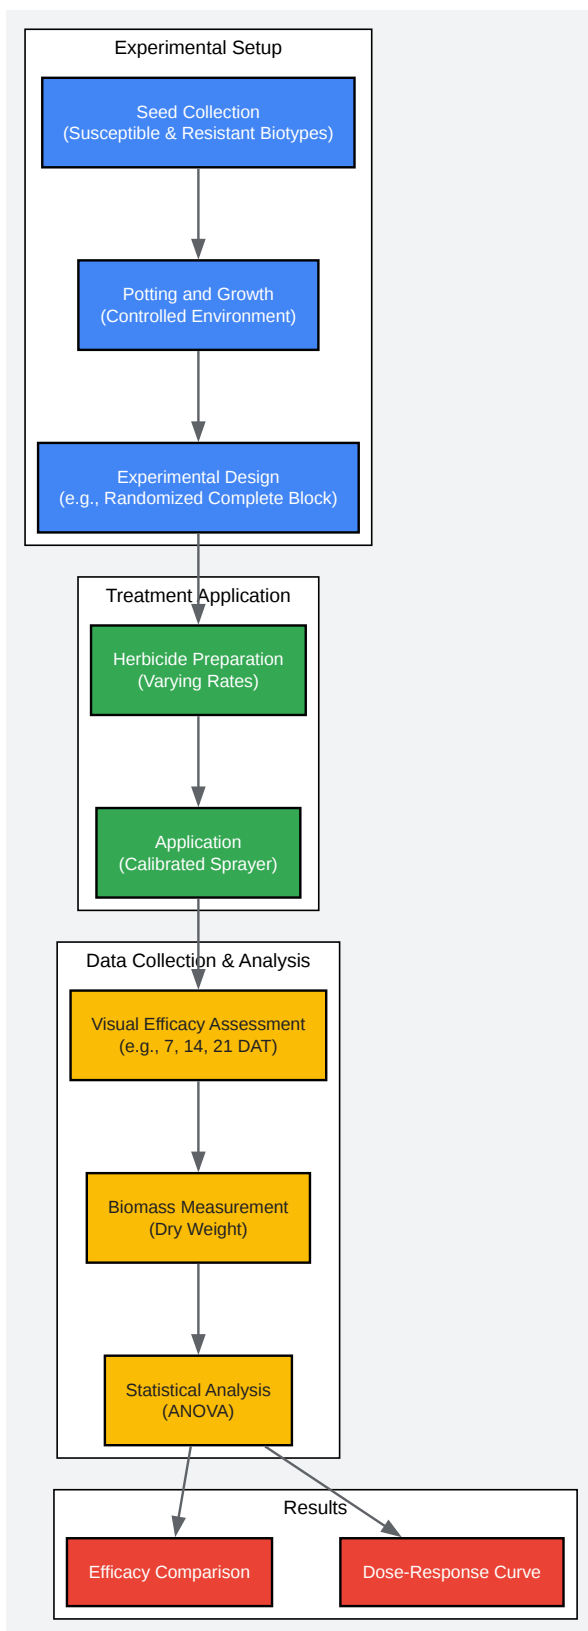 Experimental Setup
Seed Collection
(Susceptible & Resistant Biotypes)
Potting and Growth
(Controlled Environment)
Experimental Design
(e.g., Randomized Complete Block)
Treatment Application
Herbicide Preparation
(Varying Rates)
Application
(Calibrated Sprayer)
Data Collection & Analysis
Visual Efficacy Assessment
(e.g., 7, 14, 21 DAT)
Biomass Measurement
(Dry Weight)
Statistical Analysis
(ANOVA)
Results
Efficacy Comparison
Dose-Response Curve